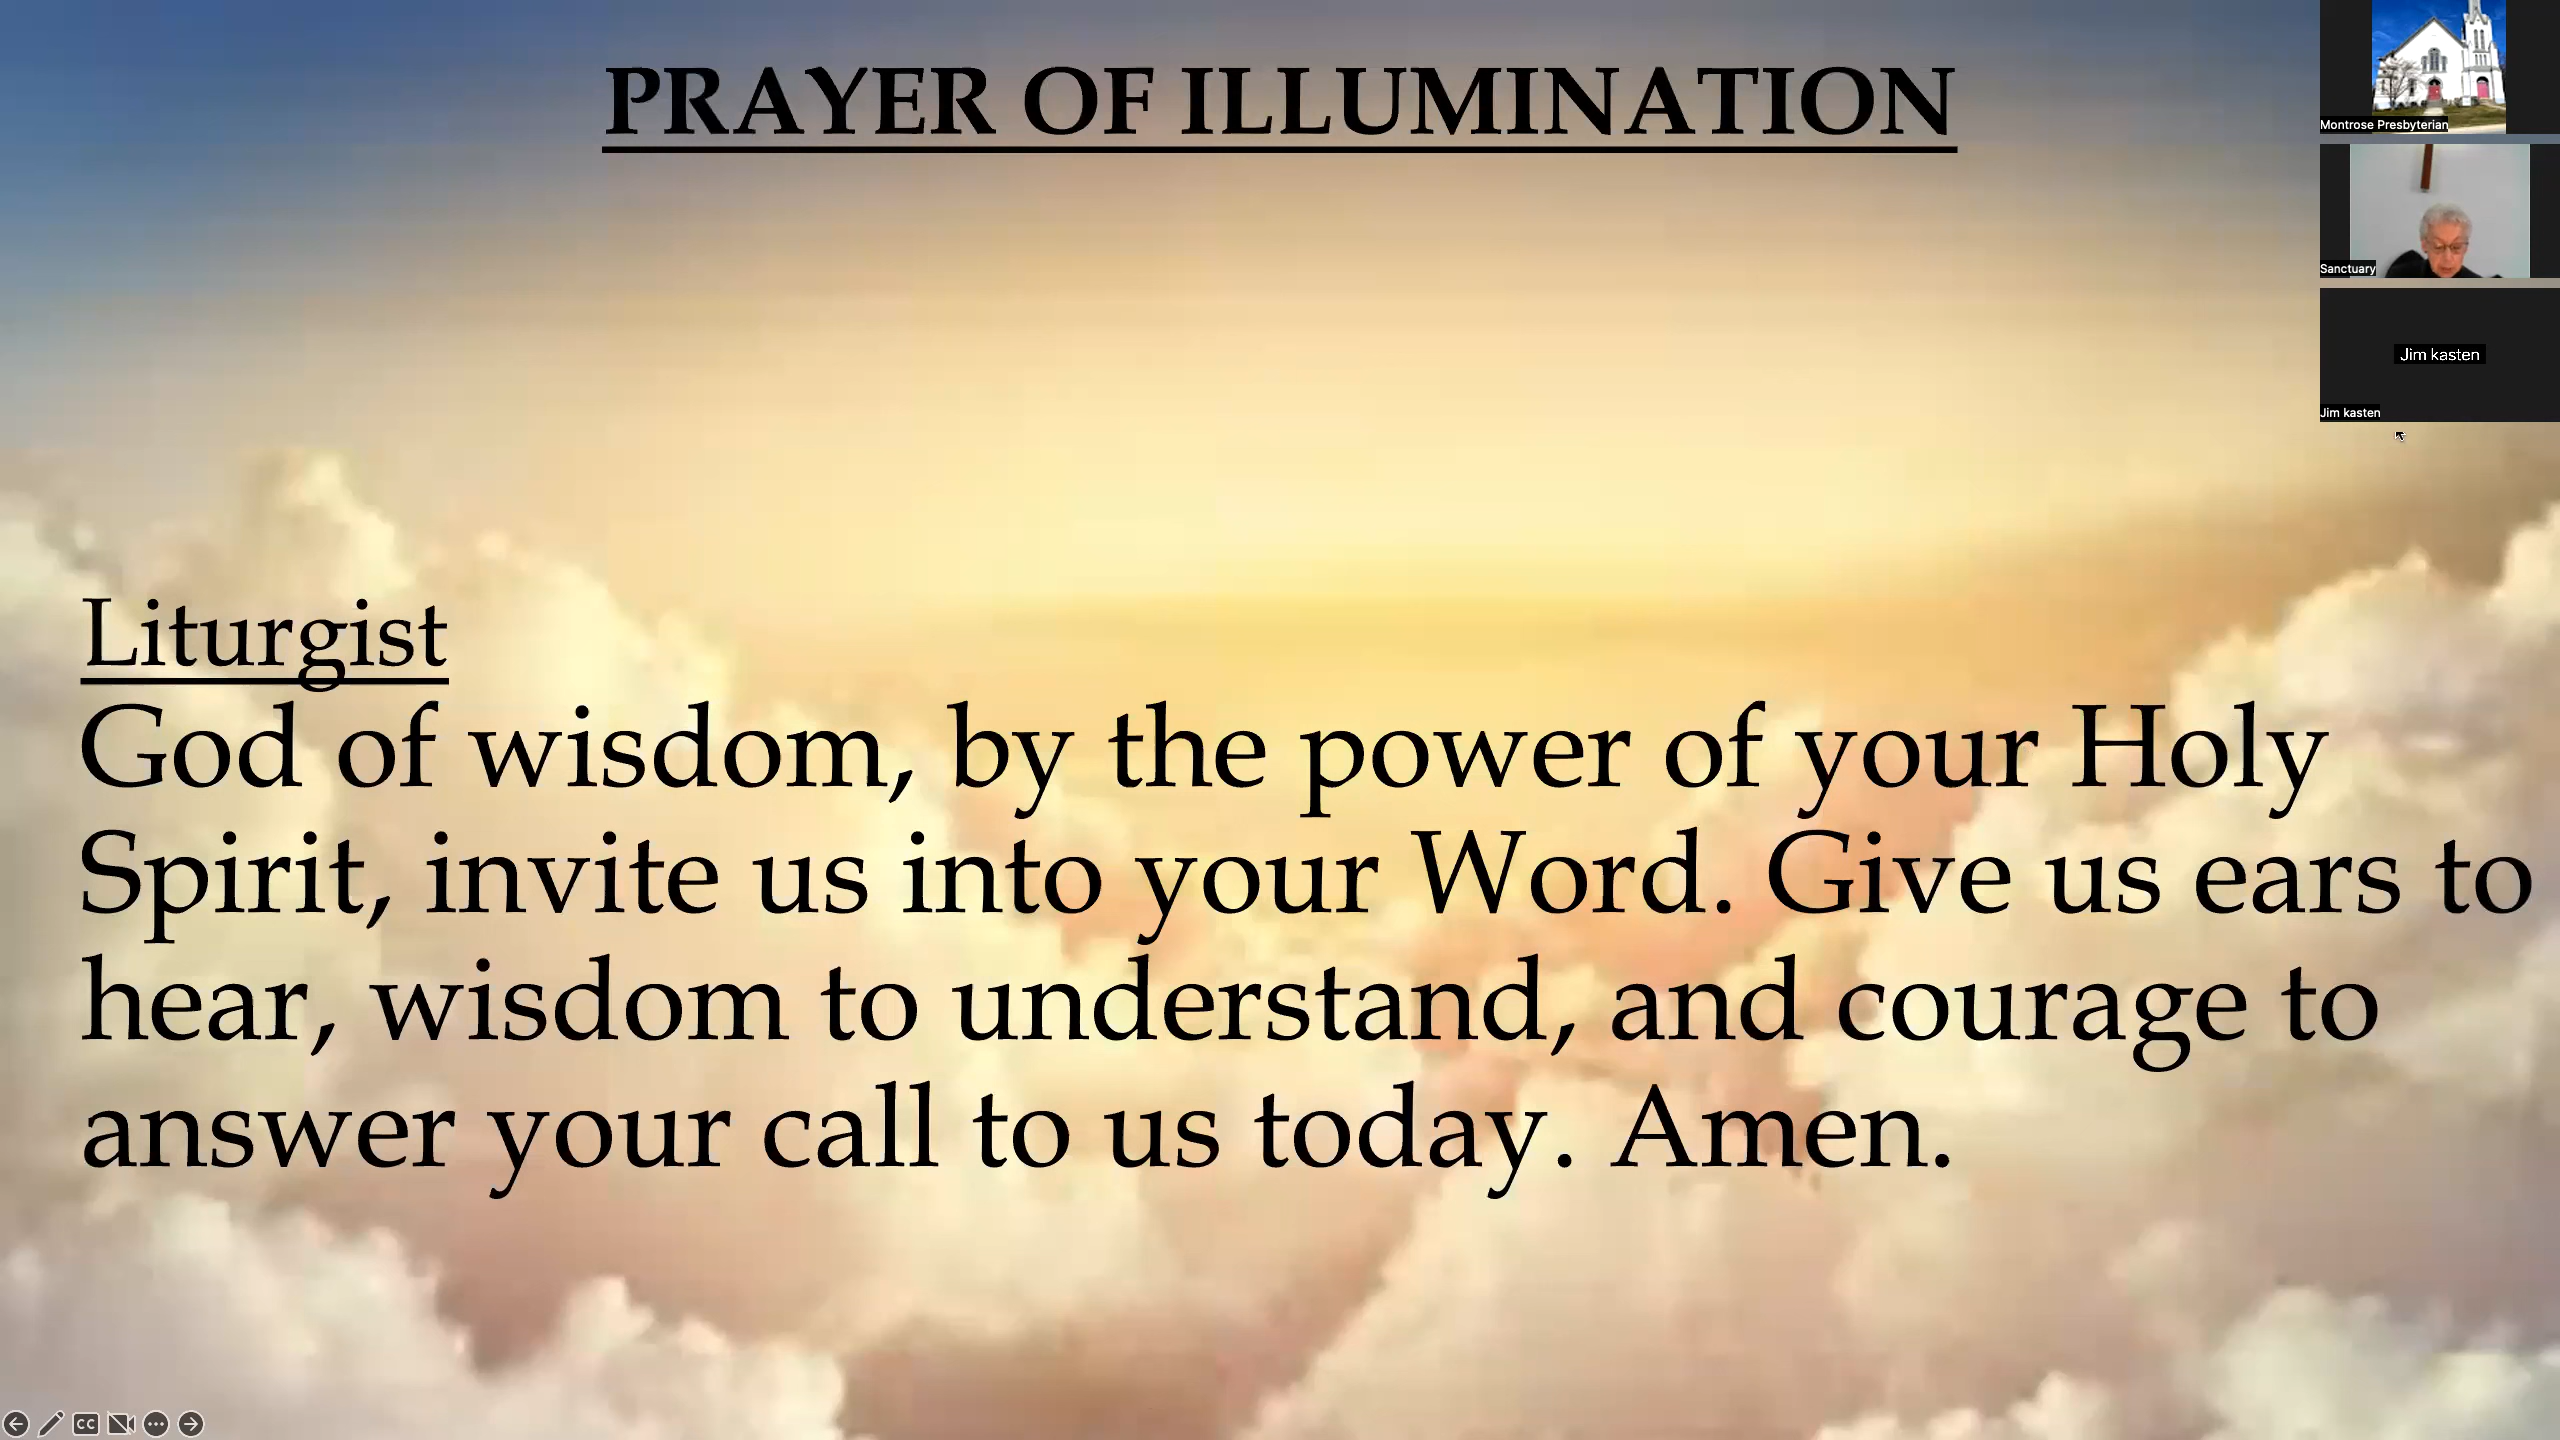 PRAYER OF ILLUMINATION
Montrose Presbyterian
Sanctuary
Jim kasten
Jim kasten
Liturgist
God of wisdom, by the power of your Holy
Spirit, invite us into your Word. Give us ears to
hear, wisdom to understand, and courage to
answer your call to us today. Amen.
CC